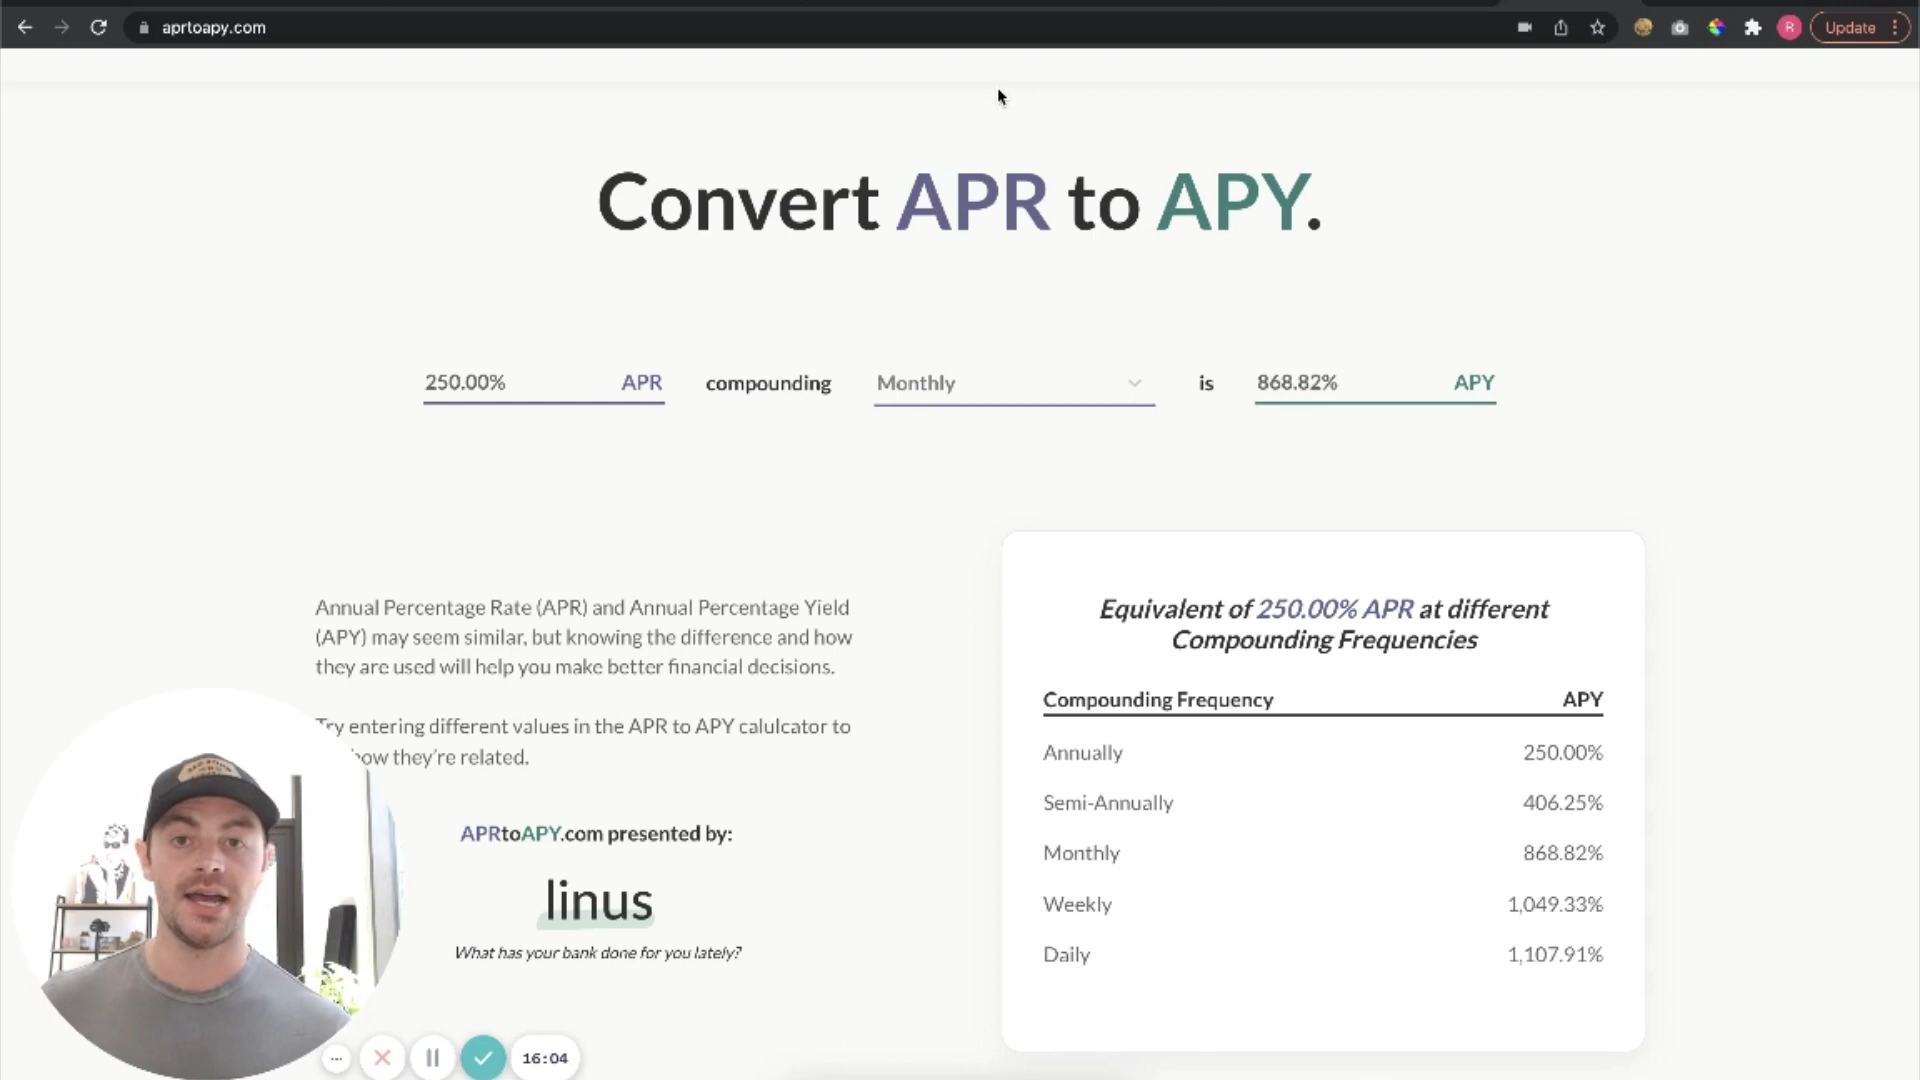 aprtoapy.com
R
Update
Convert APR to APY.
250.00% APR compounding Monthly is 868.82% APY
Annual Percentage Rate (APR) and Annual Percentage Yield
(APY) may seem similar, but knowing the difference and how
they are used will help you make better financial decisions.
Try entering different values in the APR to APY calulcator to
how they're related.
APRtoAPY.com presented by:
linus
What has your bank done for you lately?
Equivalent of 250.00% APR at different
Compounding Frequencies
Compounding Frequency APY
Annually 250.00%
Semi-Annually 406.25%
Monthly 868.82%
Weekly 1,049.33%
Daily 1,107.91%
16:04